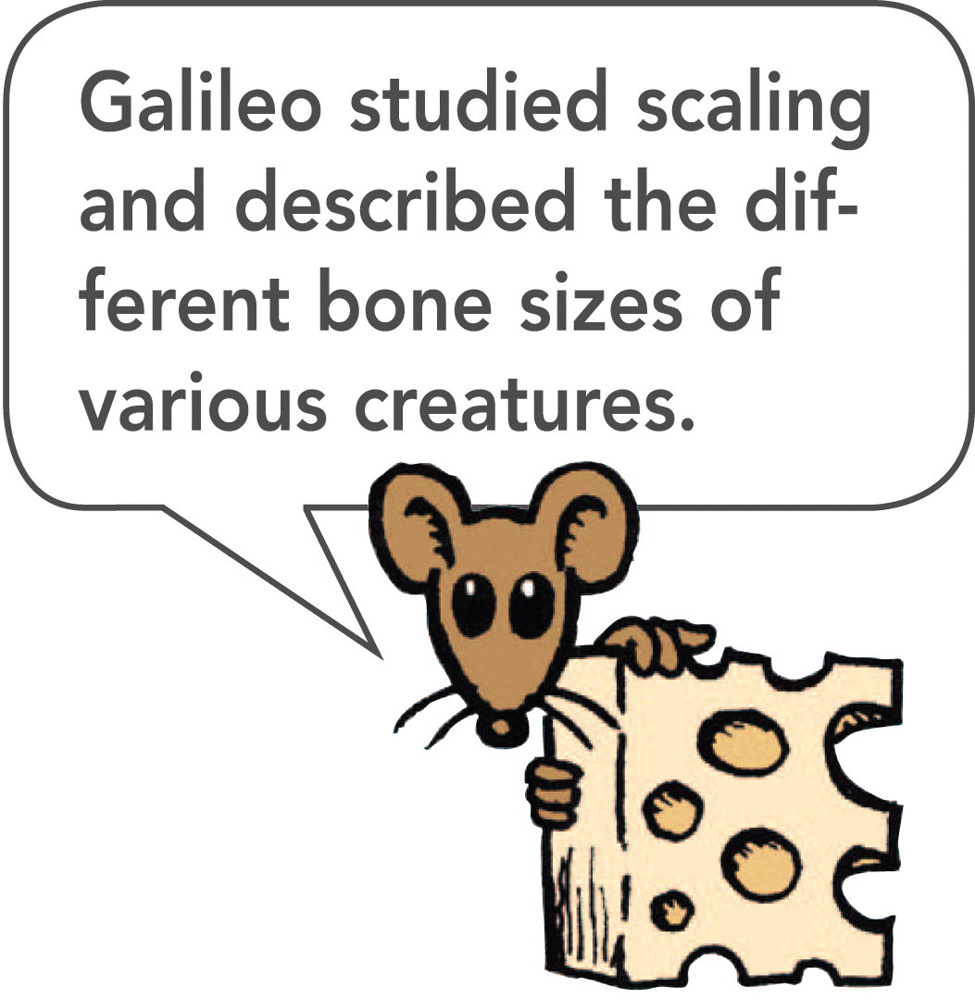 Galileo studied scaling
and described the dif-
ferent bone sizes of
various creatures.